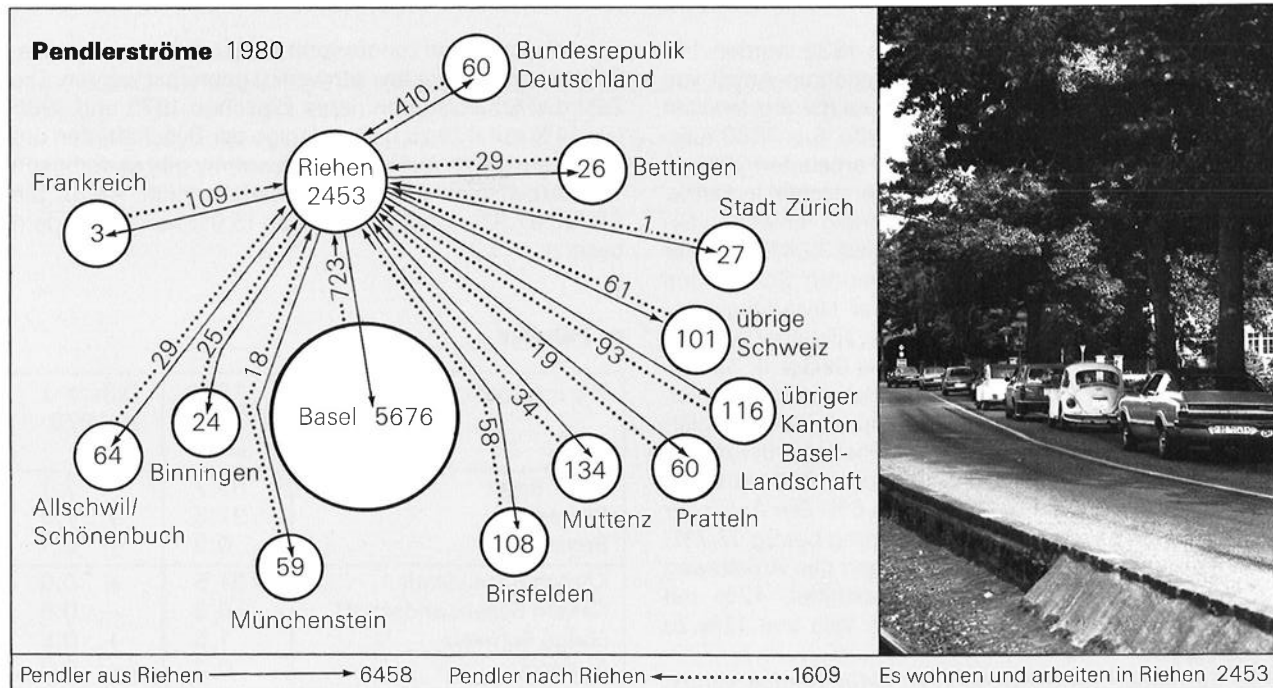 Pendlerströme 1980
60
Bundesrepublik
Deutschland
410
Riehen
2453
29
26
Bettingen
Frankreich
109
3
Stadt Zürich
1
27
61
101
übrige
Schweiz
723
93
116
übriger
Kanton
Basel-
Landschaft
29
25
18
19
34
58
Basel 5676
24
Binningen
64
Allschwil/
Schönenbuch
134
Muttenz
60
Pratteln
108
Birsfelden
59
Münchenstein
Pendler aus Riehen 6458 Pendler nach Riehen 1609 Es wohnen und arbeiten in Riehen 2453